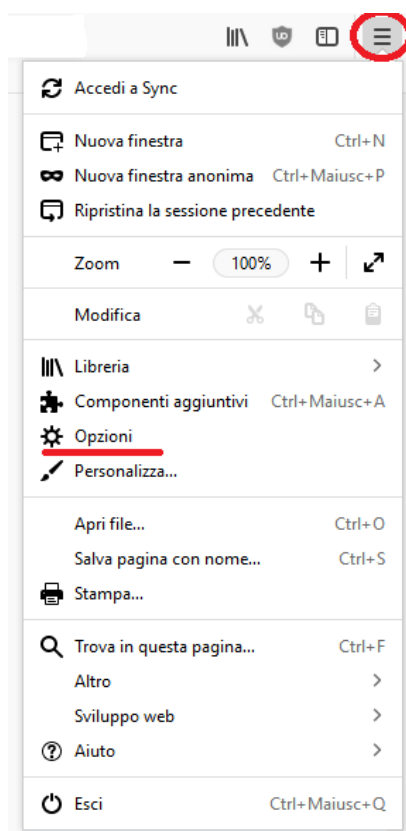 Accedi a Sync
Nuova finestra Ctrl+N
Nuova finestra anonima Ctrl+Maiusc+P
Ripristina la sessione precedente
Zoom − 100% +
Modifica
Libreria
Componenti aggiuntivi Ctrl+Maiusc+A
Opzioni
Personalizza...
Apri file... Ctrl+O
Salva pagina con nome... Ctrl+S
Stampa...
Trova in questa pagina... Ctrl+F
Altro
Sviluppo web
Aiuto
Esci Ctrl+Maiusc+Q